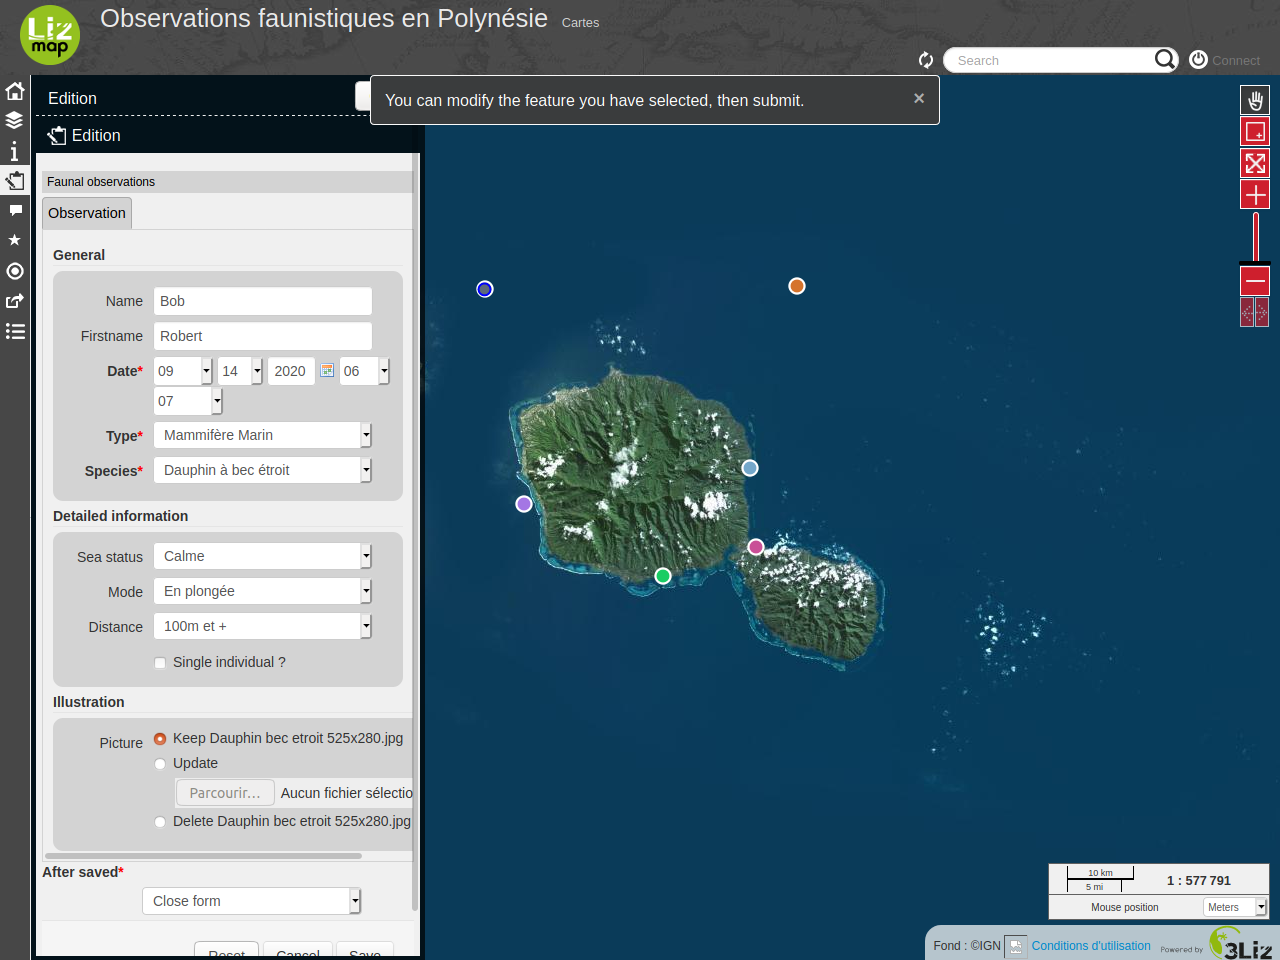 Liz
map
Observations faunistiques en Polynésie Cartes
Search
Connect
Edition
You can modify the feature you have selected, then submit. ×
Edition
Faunal observations
Observation
General
Name Bob
Firstname Robert
Date* 09 14 2020 06
07
Type* Mammifère Marin
Species* Dauphin à bec étroit
Detailed information
Sea status Calme
Mode En plongée
Distance 100m et +
Single individual ?
Illustration
Picture Keep Dauphin bec etroit 525x280.jpg
Update
Parcourir... Aucun fichier sélectio
Delete Dauphin bec etroit 525x280.jpg
After saved*
Close form
Reset Cancel Save
10 km
5 mi
1 : 577 791
Mouse position Meters
Fond : ©IGN Conditions d'utilisation Powered by 3Liz